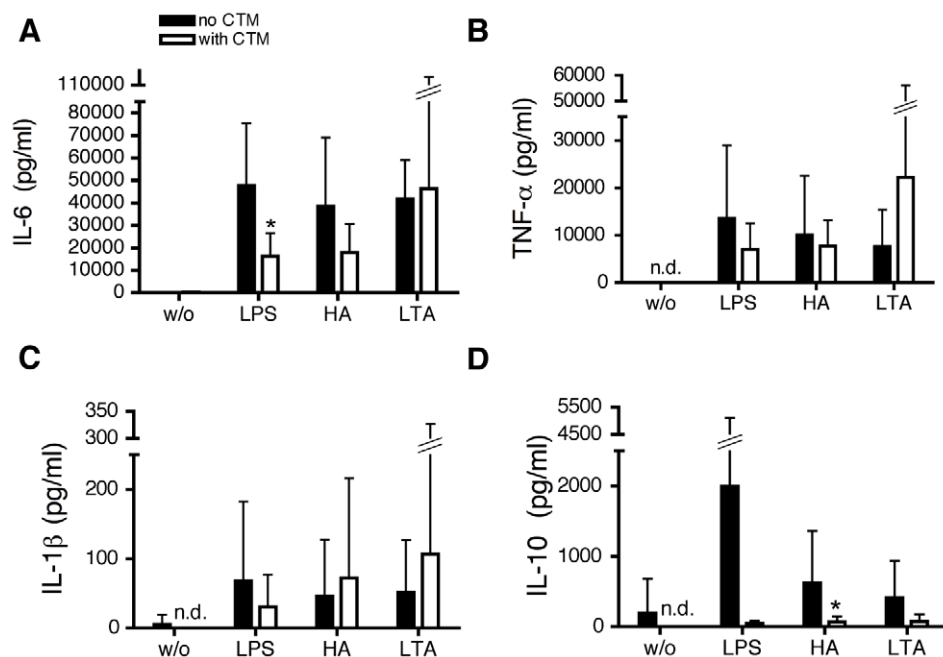 A
no CTM
with CTM
110000
80000
70000
60000
50000
40000
30000
20000
10000
0
IL-6 (pg/ml)
*
w/o LPS HA LTA
B
60000
50000
30000
20000
10000
0
TNF-α (pg/ml)
n.d.
w/o LPS HA LTA
C
350
300
200
100
0
IL-1β (pg/ml)
n.d.
w/o LPS HA LTA
D
5500
4500
2000
1000
0
IL-10 (pg/ml)
n.d.
*
w/o LPS HA LTA